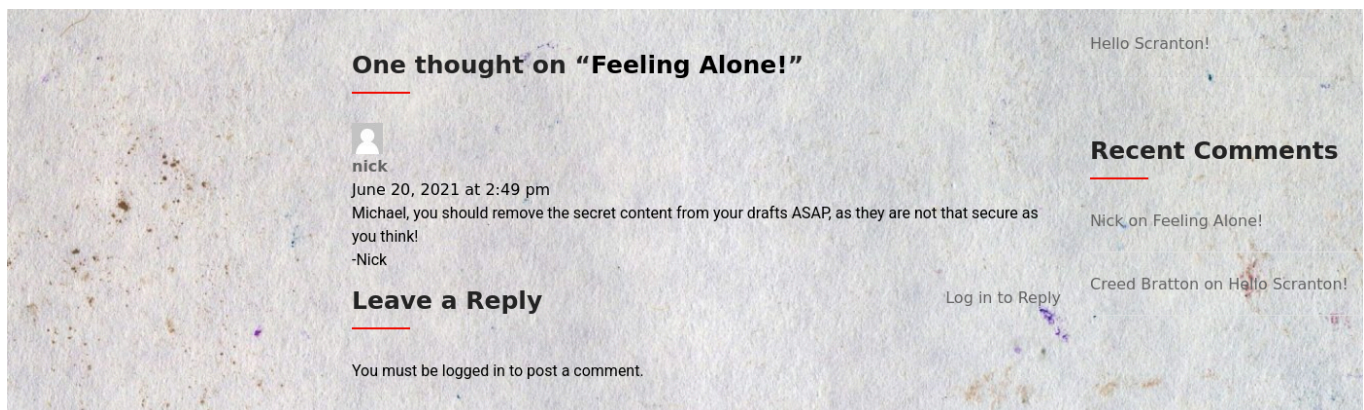 One thought on “Feeling Alone!”
nick
June 20, 2021 at 2:49 pm
Michael, you should remove the secret content from your drafts ASAP, as they are not that secure as
you think!
-Nick
Log in to Reply
Leave a Reply
You must be logged in to post a comment.
Hello Scranton!
Recent Comments
Nick on Feeling Alone!
Creed Bratton on Hello Scranton!